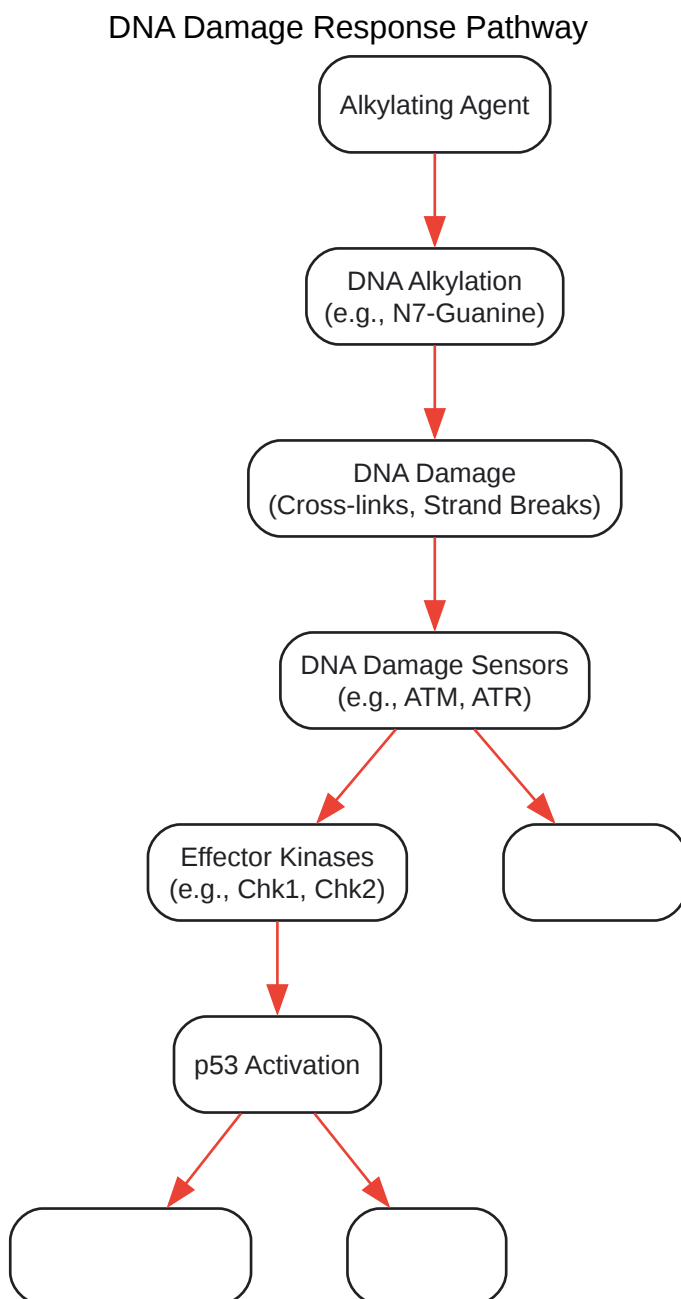 DNA Damage Response Pathway
Alkylating Agent
DNA Alkylation
(e.g., N7-Guanine)
DNA Damage
(Cross-links, Strand Breaks)
DNA Damage Sensors
(e.g., ATM, ATR)
Effector Kinases
(e.g., Chk1, Chk2)
p53 Activation